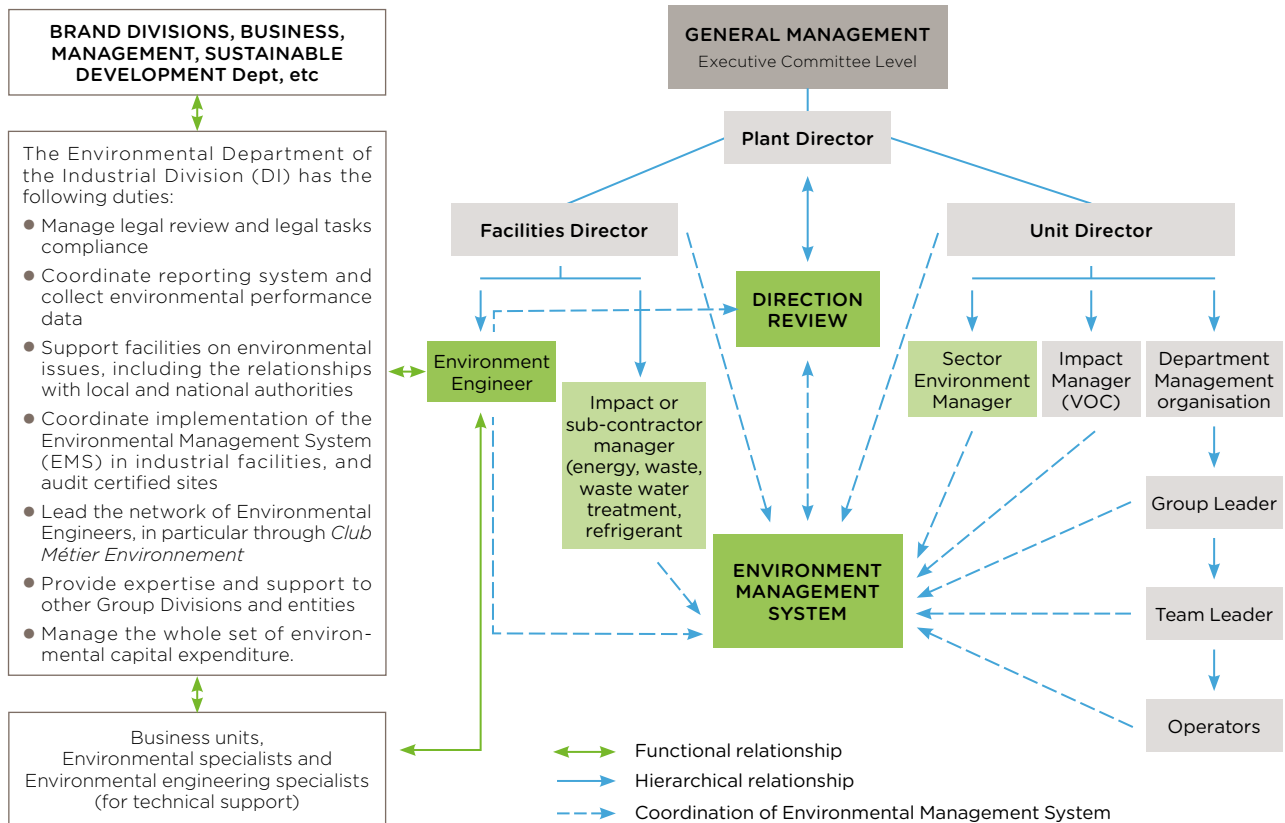 BRAND DIVISIONS, BUSINESS,
MANAGEMENT, SUSTAINABLE
DEVELOPMENT Dept, etc
The Environmental Department of
the Industrial Division (DI) has the
following duties:
● Manage legal review and legal tasks
compliance
● Coordinate reporting system and
collect environmental performance
data
● Support facilities on environmental
issues, including the relationships
with local and national authorities
● Coordinate implementation of the
Environmental Management System
(EMS) in industrial facilities, and
audit certified sites
● Lead the network of Environmental
Engineers, in particular through Club
Métier Environnement
● Provide expertise and support to
other Group Divisions and entities
● Manage the whole set of environ-
mental capital expenditure.
Business units,
Environmental specialists and
Environmental engineering specialists
(for technical support)
GENERAL MANAGEMENT
Executive Committee Level
Plant Director
Facilities Director
Unit Director
DIRECTION
REVIEW
Environment
Engineer
Impact or
sub-contractor
manager
(energy, waste,
waste water
treatment,
refrigerant
Sector
Environment
Manager
Impact
Manager
(VOC)
Department
Management
organisation
Group Leader
ENVIRONMENT
MANAGEMENT
SYSTEM
Team Leader
Operators
Functional relationship
Hierarchical relationship
Coordination of Environmental Management System